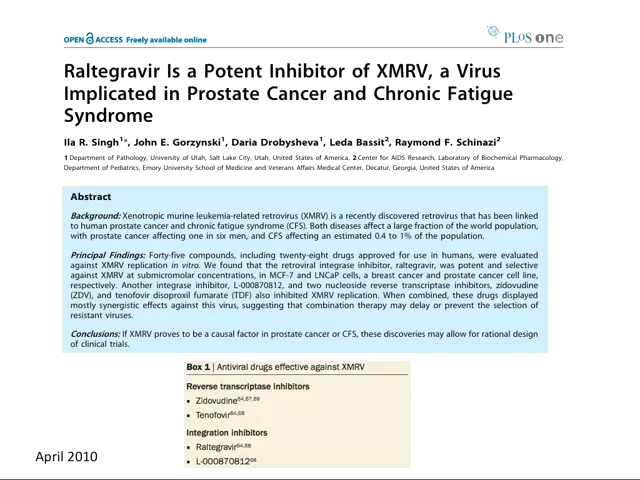 OPEN ACCESS Freely available online
PLoS one
Raltegravir Is a Potent Inhibitor of XMRV, a Virus
Implicated in Prostate Cancer and Chronic Fatigue
Syndrome
Ila R. Singh1*, John E. Gorzynski1, Daria Drobysheva1, Leda Bassit2, Raymond F. Schinazi2
1 Department of Pathology, University of Utah, Salt Lake City, Utah, United States of America, 2 Center for AIDS Research, Laboratory of Biochemical Pharmacology,
Department of Pediatrics, Emory University School of Medicine and Veterans Affairs Medical Center, Decatur, Georgia, United States of America
Abstract
Background: Xenotropic murine leukemia-related retrovirus (XMRV) is a recently discovered retrovirus that has been linked
to human prostate cancer and chronic fatigue syndrome (CFS). Both diseases affect a large fraction of the world population,
with prostate cancer affecting one in six men, and CFS affecting an estimated 0.4 to 1% of the population.
Principal Findings: Forty-five compounds, including twenty-eight drugs approved for use in humans, were evaluated
against XMRV replication in vitro. We found that the retroviral integrase inhibitor, raltegravir, was potent and selective
against XMRV at submicromolar concentrations, in MCF-7 and LNCaP cells, a breast cancer and prostate cancer cell line,
respectively. Another integrase inhibitor, L-000870812, and two nucleoside reverse transcriptase inhibitors, zidovudine
(ZDV), and tenofovir disoproxil fumarate (TDF) also inhibited XMRV replication. When combined, these drugs displayed
mostly synergistic effects against this virus, suggesting that combination therapy may delay or prevent the selection of
resistant viruses.
Conclusions: If XMRV proves to be a causal factor in prostate cancer or CFS, these discoveries may allow for rational design
of clinical trials.
Box 1 | Antiviral drugs effective against XMRV
Reverse transcriptase inhibitors
▪ Zidovudine64,67,68
▪ Tenofovir64,68
Integration inhibitors
▪ Raltegravir64,68
▪ L-00087081268
April 2010